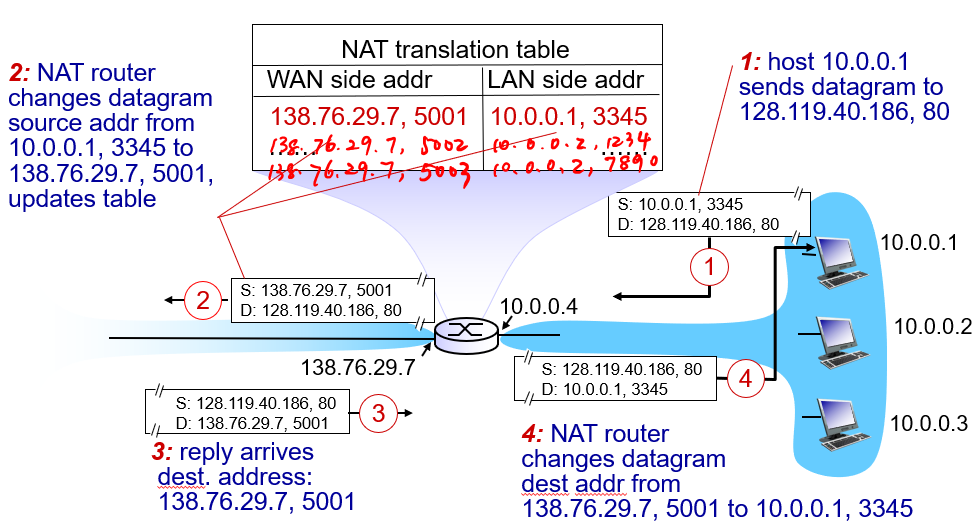 NAT translation table
WAN side addr LAN side addr
138.76.29.7, 5001 10.0.0.1, 3345
138.76.29.7, 5002 10.0.0.2, 1234
138.76.29.7, 5003 10.0.0.2, 7890
…… ……
1: host 10.0.0.1
sends datagram to
128.119.40.186, 80
2: NAT router
changes datagram
source addr from
10.0.0.1, 3345 to
138.76.29.7, 5001,
updates table
S: 10.0.0.1, 3345
D: 128.119.40.186, 80
1
10.0.0.1
S: 138.76.29.7, 5001
D: 128.119.40.186, 80
2
10.0.0.4
10.0.0.2
138.76.29.7
S: 128.119.40.186, 80
D: 10.0.0.1, 3345
4
S: 128.119.40.186, 80
D: 138.76.29.7, 5001
3
10.0.0.3
3: reply arrives
dest. address:
138.76.29.7, 5001
4: NAT router
changes datagram
dest addr from
138.76.29.7, 5001 to 10.0.0.1, 3345